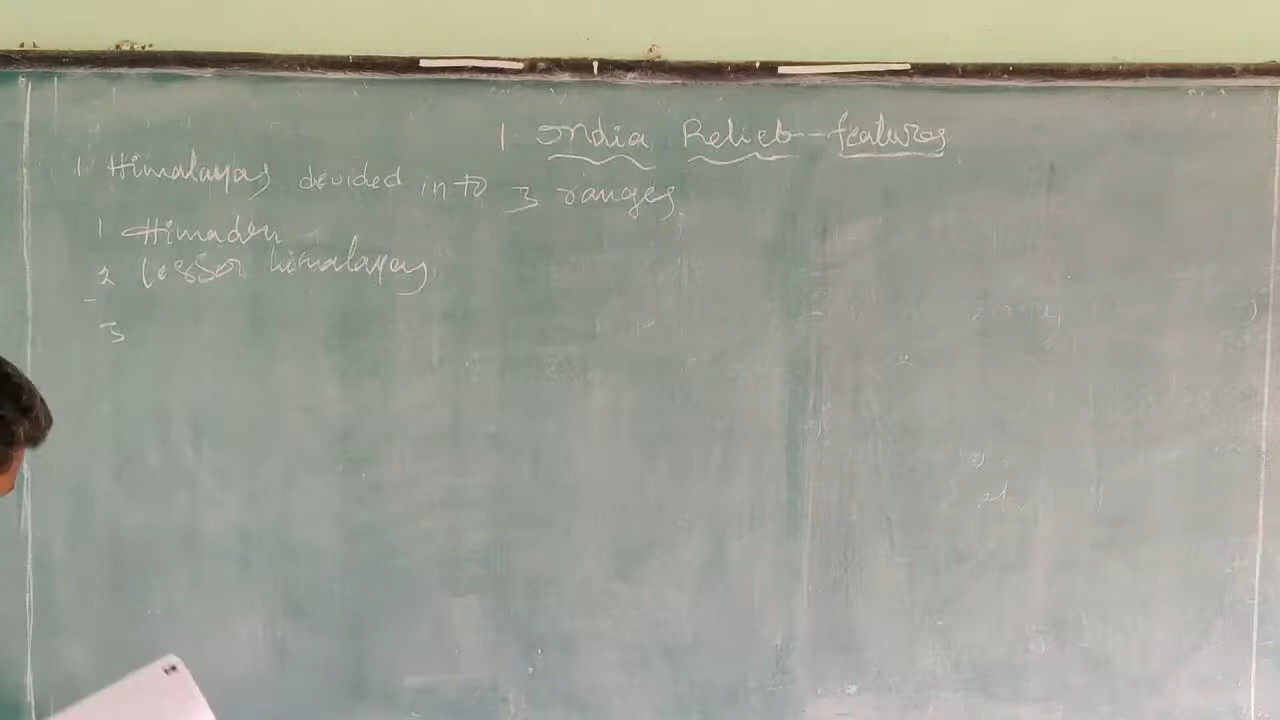 1 India Relief features
1 Himalayas devided into 3 ranges
1 Himadri
2 lesser himalayas
3